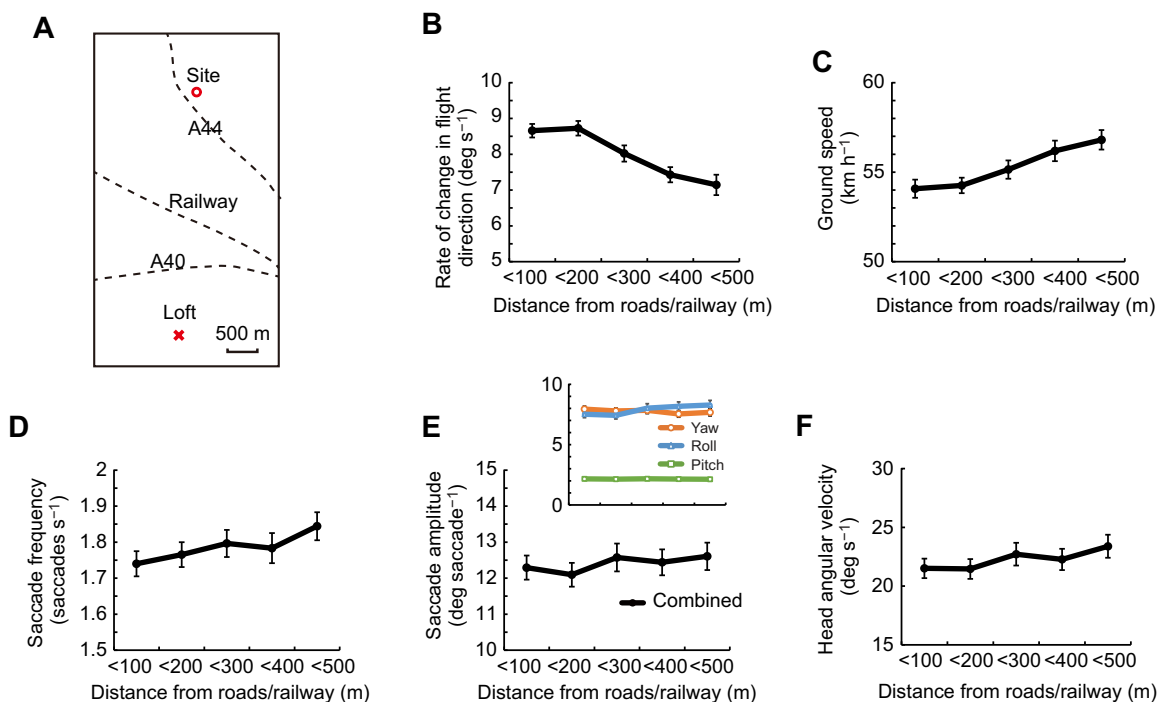 A
Site
A44
Railway
A40
Loft
500 m
B
Rate of change in flight
direction (deg s⁻¹)
10
9
8
7
6
5
<100 <200 <300 <400 <500
Distance from roads/railway (m)
C
Ground speed
(km h⁻¹)
60
55
50
<100 <200 <300 <400 <500
Distance from roads/railway (m)
D
Saccade frequency
(saccades s⁻¹)
2
1.9
1.8
1.7
1.6
1.5
<100 <200 <300 <400 <500
Distance from roads/railway (m)
E
10
5
0
Yaw
Roll
Pitch
Saccade amplitude
(deg saccade⁻¹)
15
14
13
12
11
10
Combined
<100 <200 <300 <400 <500
Distance from roads/railway (m)
F
Head angular velocity
(deg s⁻¹)
30
25
20
15
<100 <200 <300 <400 <500
Distance from roads/railway (m)